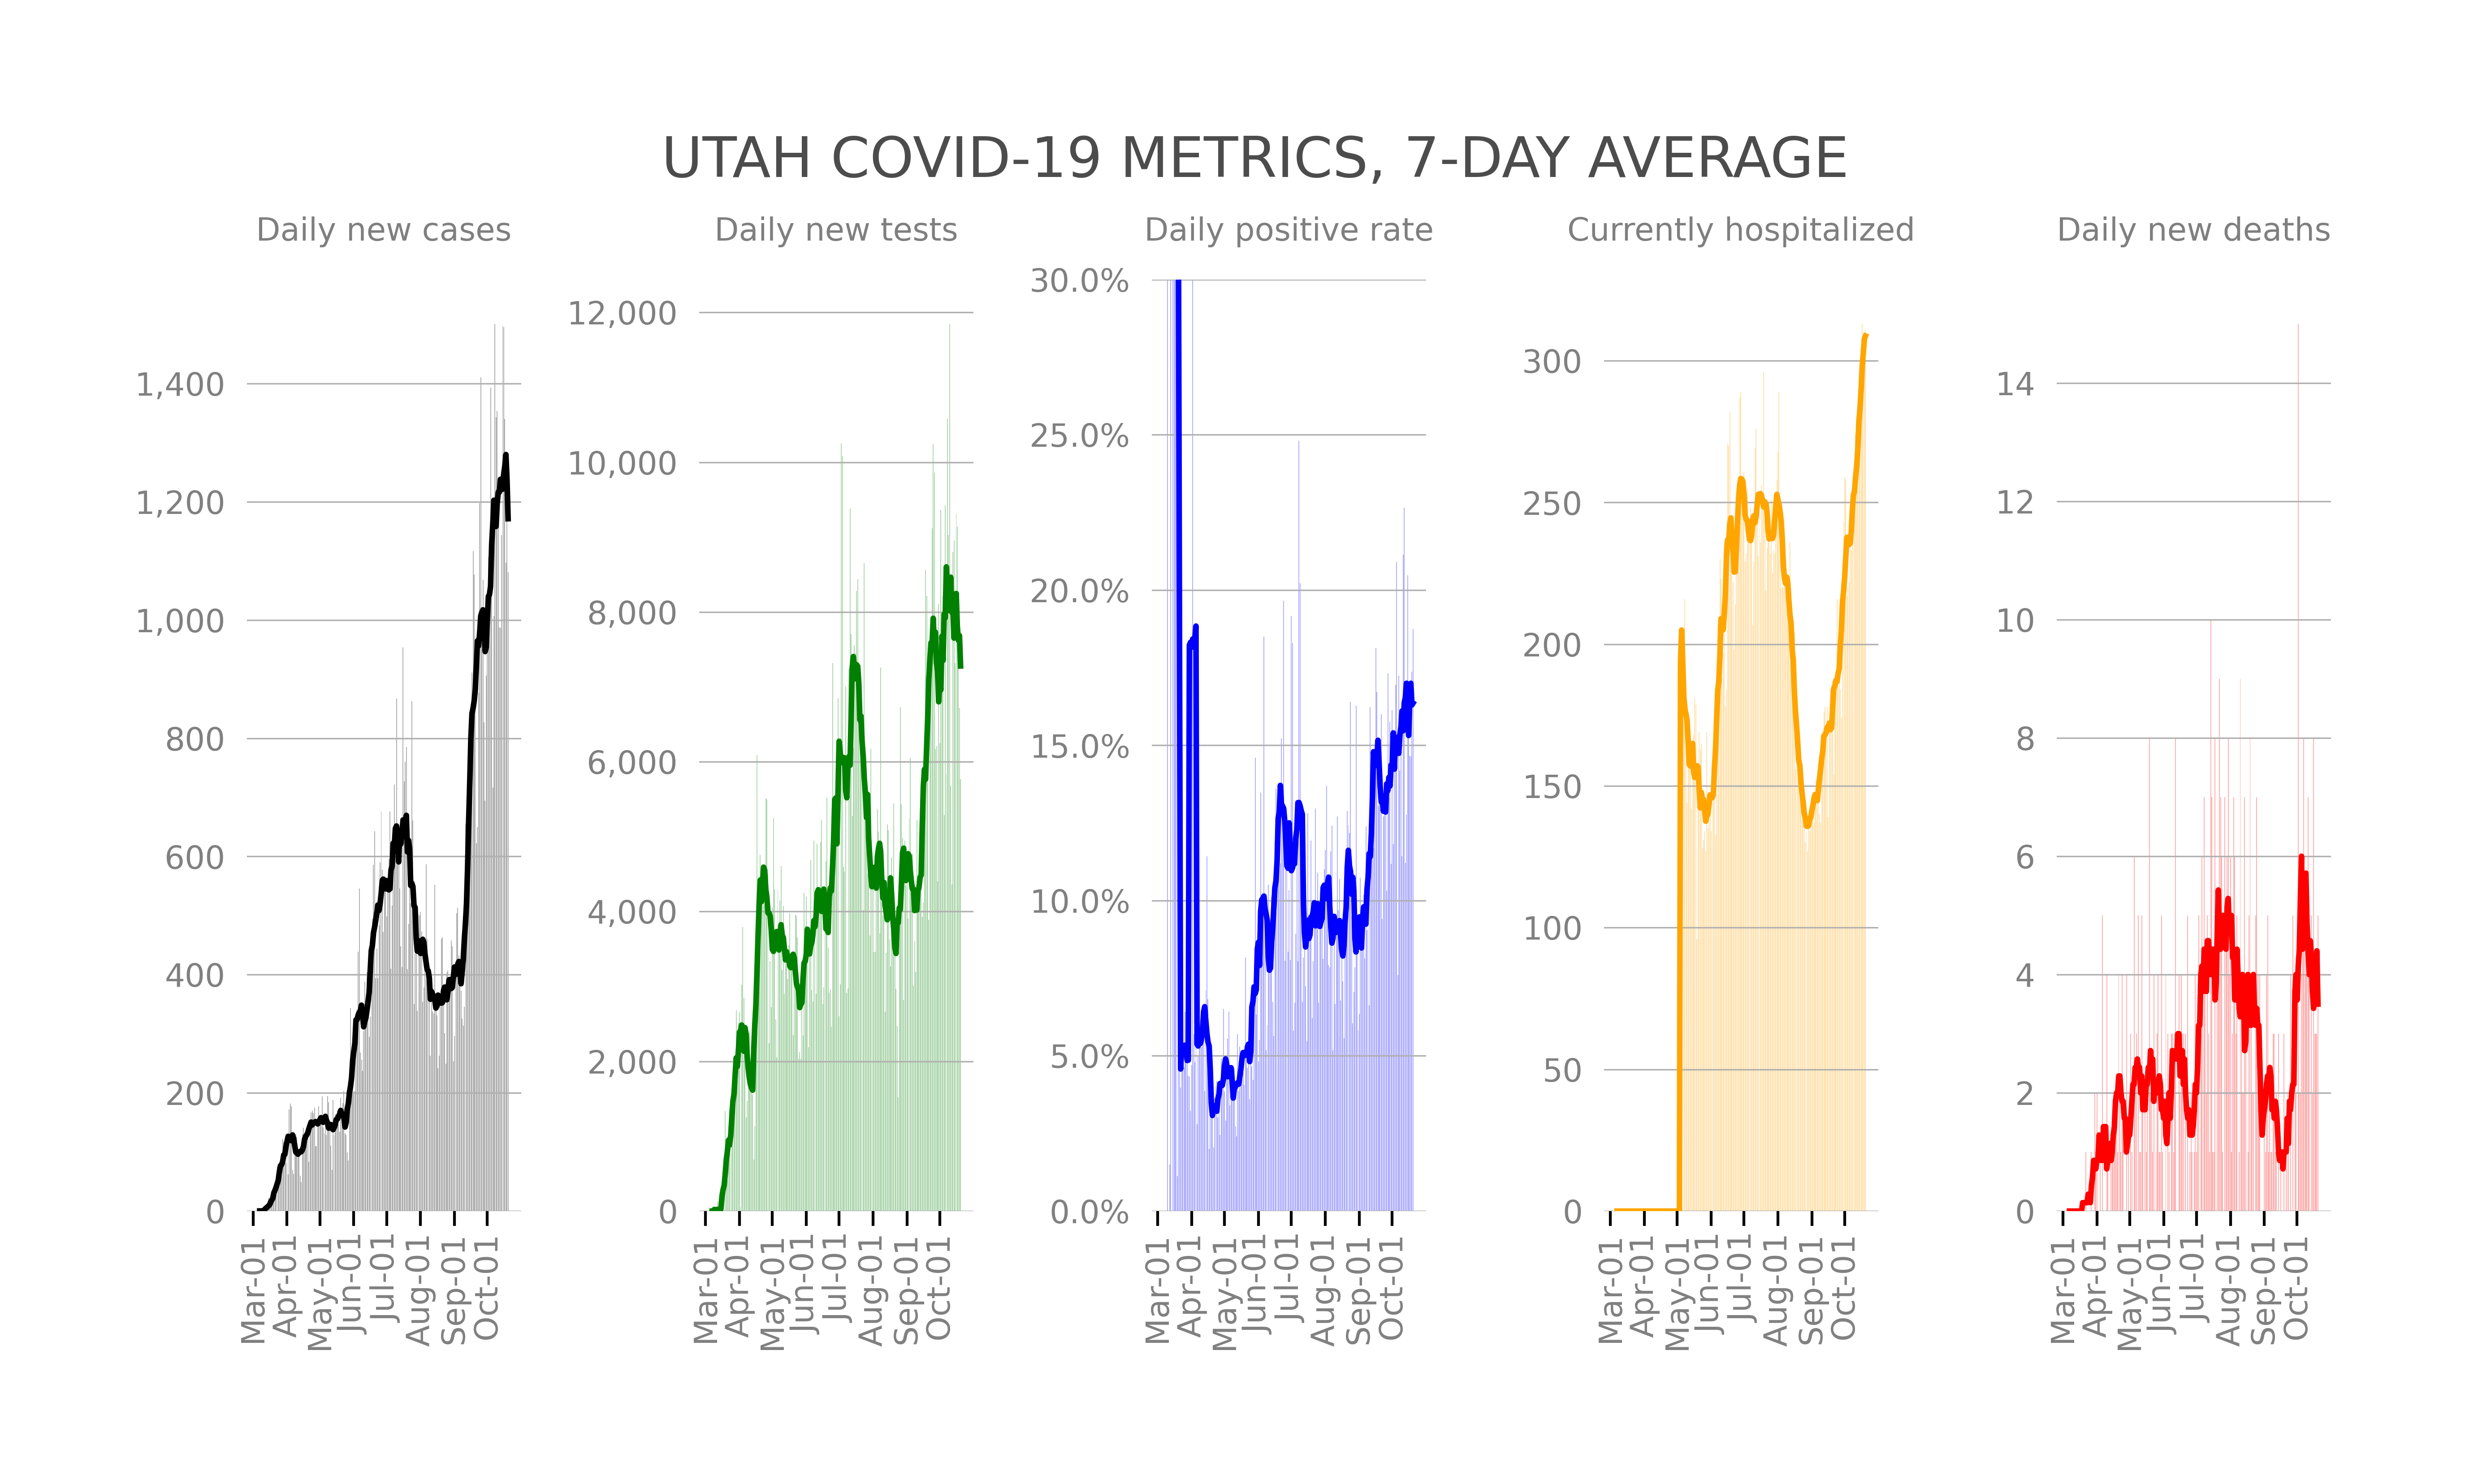 UTAH COVID-19 METRICS, 7-DAY AVERAGE
Daily new cases
1,400
1,200
1,000
800
600
400
200
0
Mar-01
Apr-01
May-01
Jun-01
Jul-01
Aug-01
Sep-01
Oct-01
Daily new tests
12,000
10,000
8,000
6,000
4,000
2,000
0
Mar-01
Apr-01
May-01
Jun-01
Jul-01
Aug-01
Sep-01
Oct-01
Daily positive rate
30.0%
25.0%
20.0%
15.0%
10.0%
5.0%
0.0%
Mar-01
Apr-01
May-01
Jun-01
Jul-01
Aug-01
Sep-01
Oct-01
Currently hospitalized
300
250
200
150
100
50
0
Mar-01
Apr-01
May-01
Jun-01
Jul-01
Aug-01
Sep-01
Oct-01
Daily new deaths
14
12
10
8
6
4
2
0
Mar-01
Apr-01
May-01
Jun-01
Jul-01
Aug-01
Sep-01
Oct-01